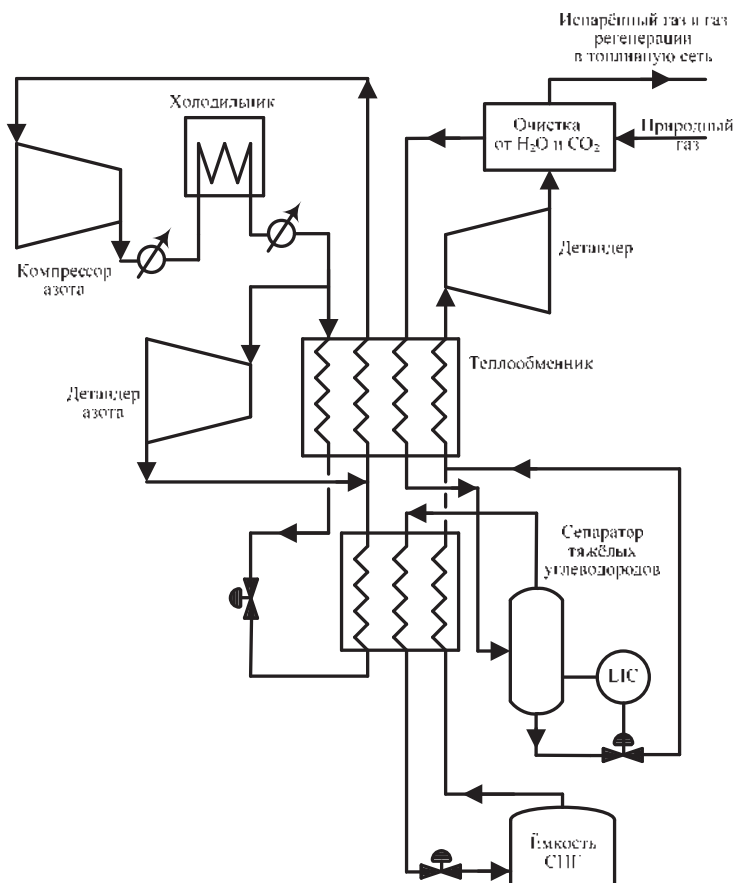 Испарённый газ и газ
регенерации
в топливную сеть
Холодильник
Очистка
от H₂O и CO₂
Природный
газ
Компрессор
азота
Детандер
Теплообменник
Детандер
азота
Сепаратор
тяжёлых
углеводородов
LIC
Ёмкость
СПГ